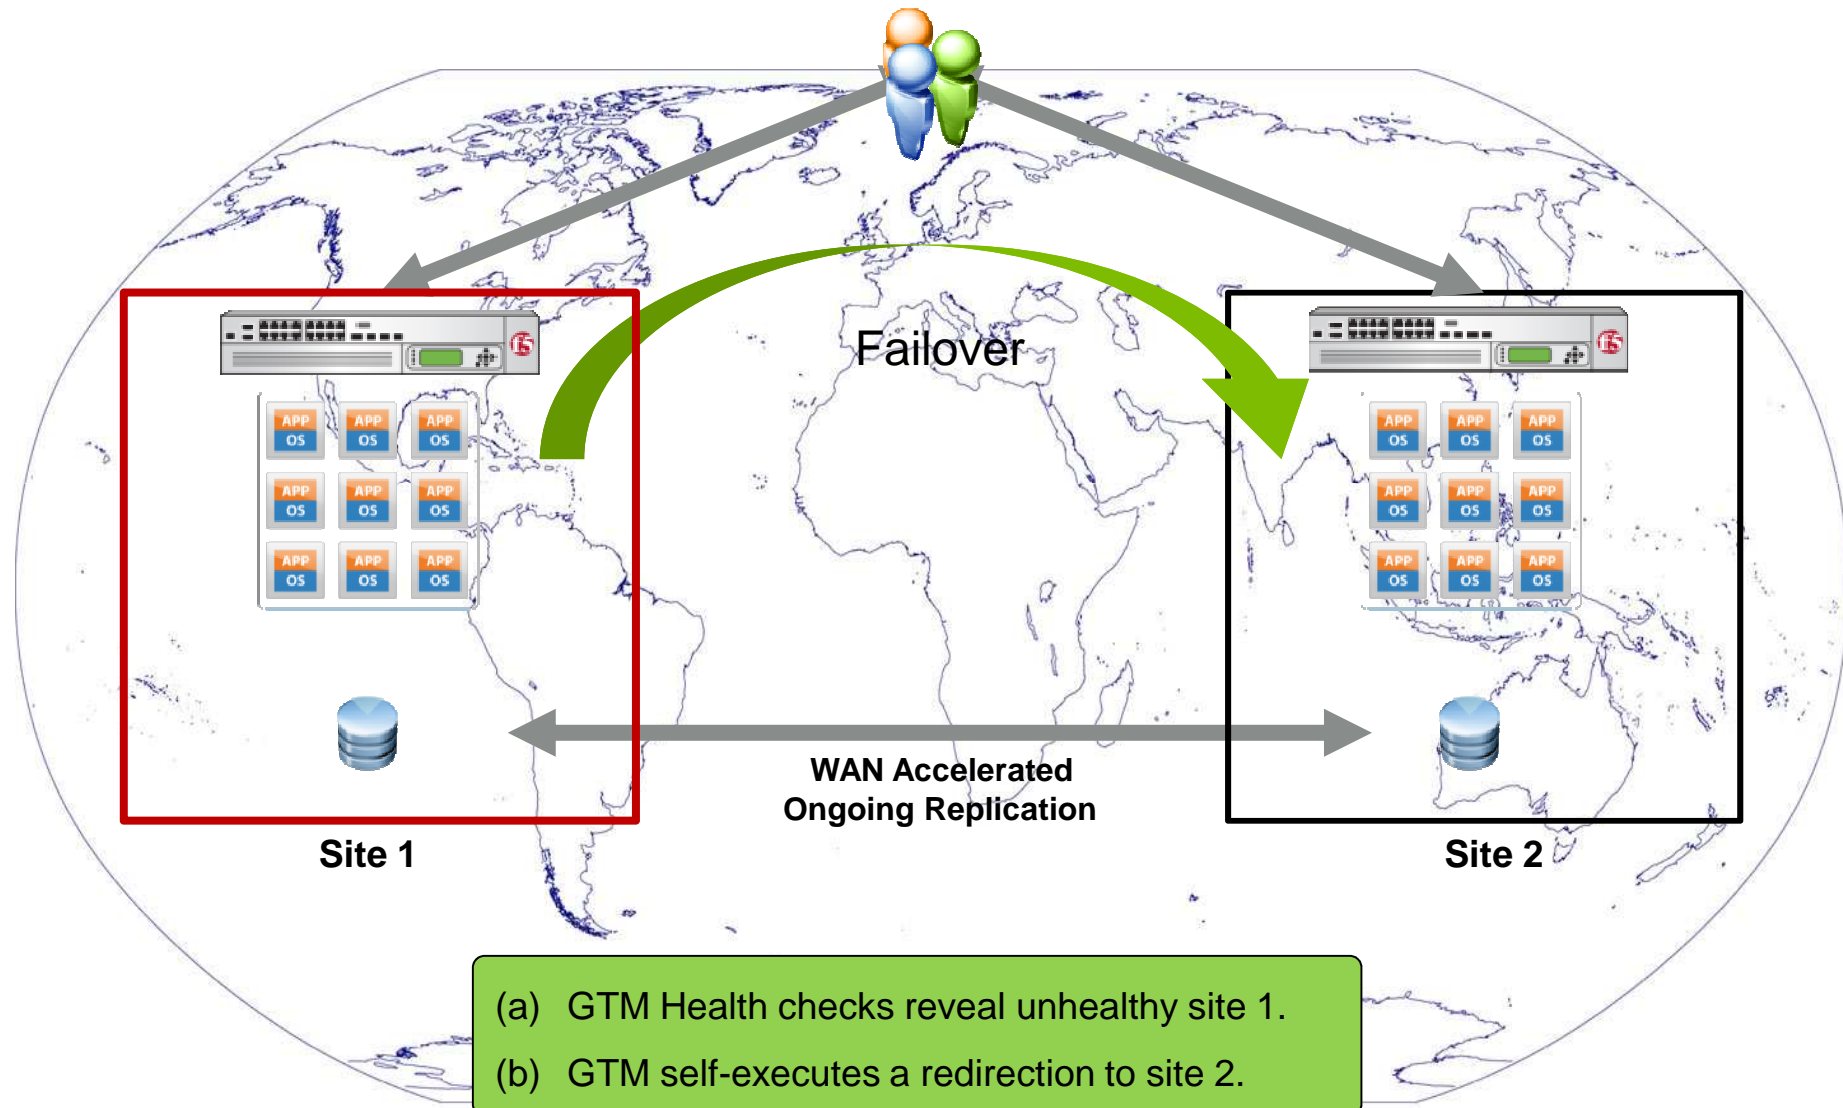 f5
f5
Failover
APP APP APP
OS OS OS
APP APP APP
OS OS OS
APP APP APP
OS OS OS
APP APP APP
OS OS OS
APP APP APP
OS OS OS
APP APP APP
OS OS OS
WAN Accelerated
Ongoing Replication
Site 1
Site 2
(a) GTM Health checks reveal unhealthy site 1.
(b) GTM self-executes a redirection to site 2.